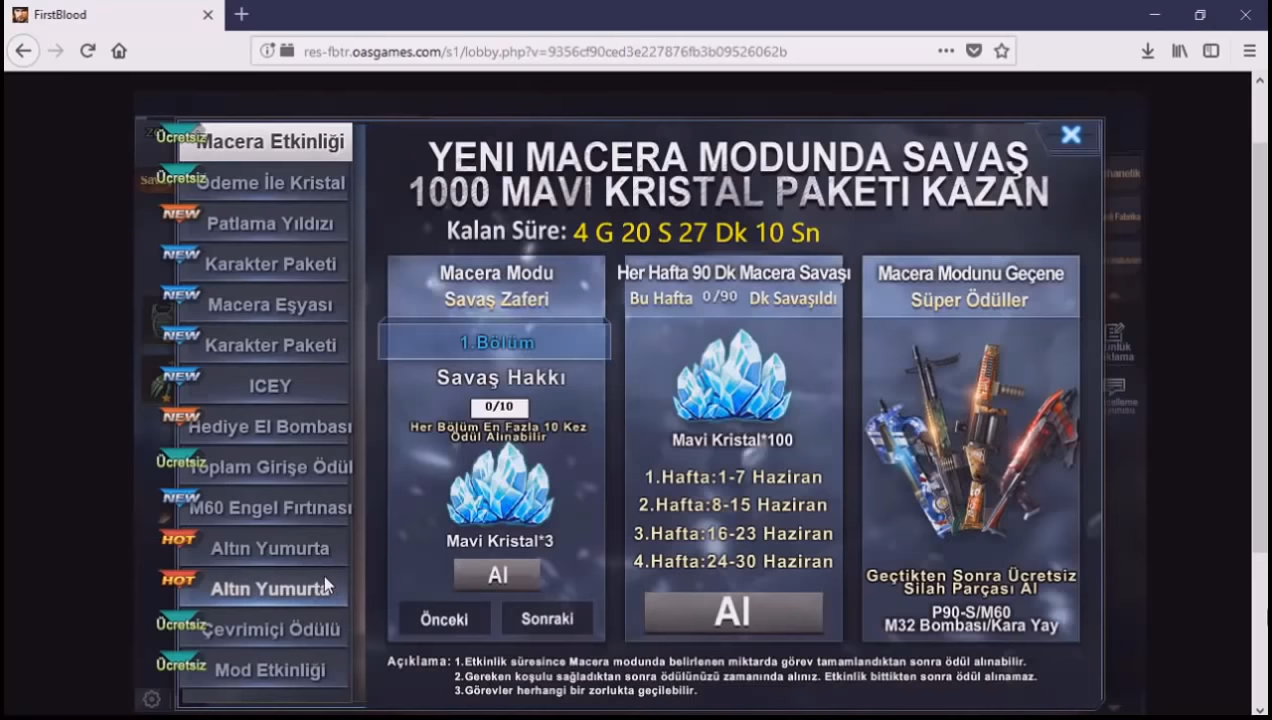 FirstBlood
res-fbtr.oasgames.com/s1/lobby.php?v=9356cf90ced3e227876fb3b09526062b
Ücretsiz Macera Etkinliği
Ücretsiz Ödeme İle Kristal
NEW Patlama Yıldızı
NEW Karakter Paketi
NEW Macera Eşyası
NEW Karakter Paketi
NEW ICEY
NEW Hediye El Bombası
Ücretsiz Toplam Girişe Ödül
NEW M60 Engel Fırtınası
HOT Altın Yumurta
HOT Altın Yumurta
Ücretsiz Çevrimiçi Ödülü
Ücretsiz Mod Etkinliği
YENI MACERA MODUNDA SAVAŞ
1000 MAVI KRISTAL PAKETI KAZAN
Kalan Süre: 4 G 20 S 27 Dk 10 Sn
Macera Modu
Savaş Zaferi
1.Bölüm
Savaş Hakkı
0/10
Her Bölüm En Fazla 10 Kez
Ödül Alınabilir
Mavi Kristal*3
Al
Önceki
Sonraki
Her Hafta 90 Dk Macera Savaşı
Bu Hafta 0/90 Dk Savaşıldı
Mavi Kristal*100
1.Hafta:1-7 Haziran
2.Hafta:8-15 Haziran
3.Hafta:16-23 Haziran
4.Hafta:24-30 Haziran
Al
Macera Modunu Geçene
Süper Ödüller
Geçtikten Sonra Ücretsiz
Silah Parçası Al
P90-S/M60
M32 Bombası/Kara Yay
Açıklama: 1.Etkinlik süresince Macera modunda belirlenen miktarda görev tamamlandıktan sonra ödül alınabilir.
2.Gereken koşulu sağladıktan sonra ödülünüzü zamanında alınız. Etkinlik bittikten sonra ödül alınamaz.
3.Görevler herhangi bir zorlukta geçilebilir.